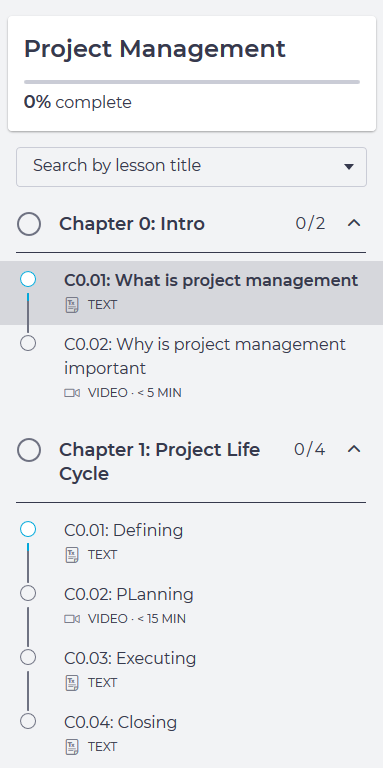 Project Management
0% complete
Search by lesson title
Chapter 0: Intro 0/2
C0.01: What is project management
TEXT
C0.02: Why is project management
important
VIDEO · < 5 MIN
Chapter 1: Project Life 0/4
Cycle
C0.01: Defining
TEXT
C0.02: PLanning
VIDEO · < 15 MIN
C0.03: Executing
TEXT
C0.04: Closing
TEXT